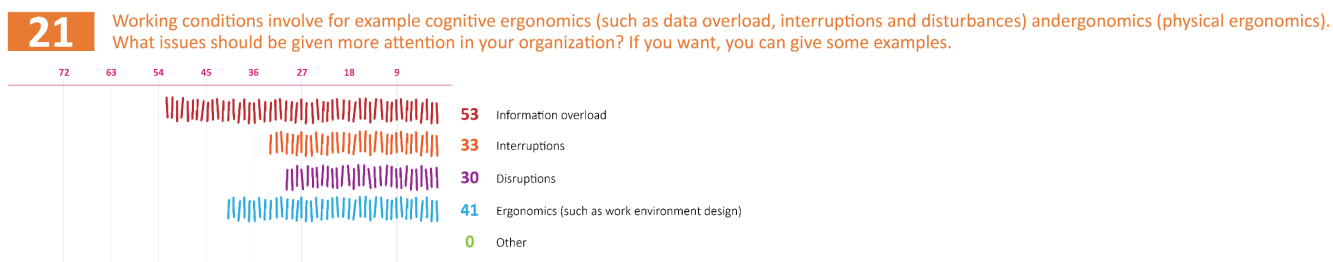 21
Working conditions involve for example cognitive ergonomics (such as data overload, interruptions and disturbances) andergonomics (physical ergonomics).
What issues should be given more attention in your organization? If you want, you can give some examples.
72 63 54 45 36 27 18 9
53 Information overload
33 Interruptions
30 Disruptions
41 Ergonomics (such as work environment design)
0 Other